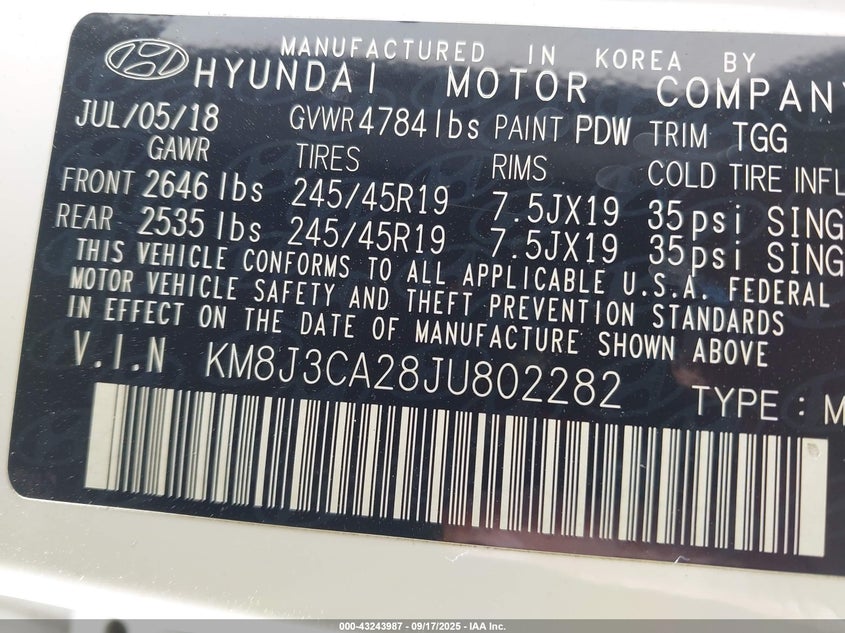 MANUFACTURED IN KOREA BY
HYUNDAI MOTOR COMPANY
JUL/05/18 GVWR 4784 lbs PAINT PDW TRIM TGG
GAWR TIRES RIMS COLD TIRE INFL
FRONT 2646 lbs 245/45R19 7.5JX19 35psi SING
REAR 2535 lbs 245/45R19 7.5JX19 35psi SING
THIS VEHICLE CONFORMS TO ALL APPLICABLE U.S.A. FEDERAL
MOTOR VEHICLE SAFETY AND THEFT PREVENTION STANDARDS
IN EFFECT ON THE DATE OF MANUFACTURE SHOWN ABOVE
V.I.N KM8J3CA28JU802282 TYPE : M
000-43243987 - 09/17/2025 - IAA Inc.